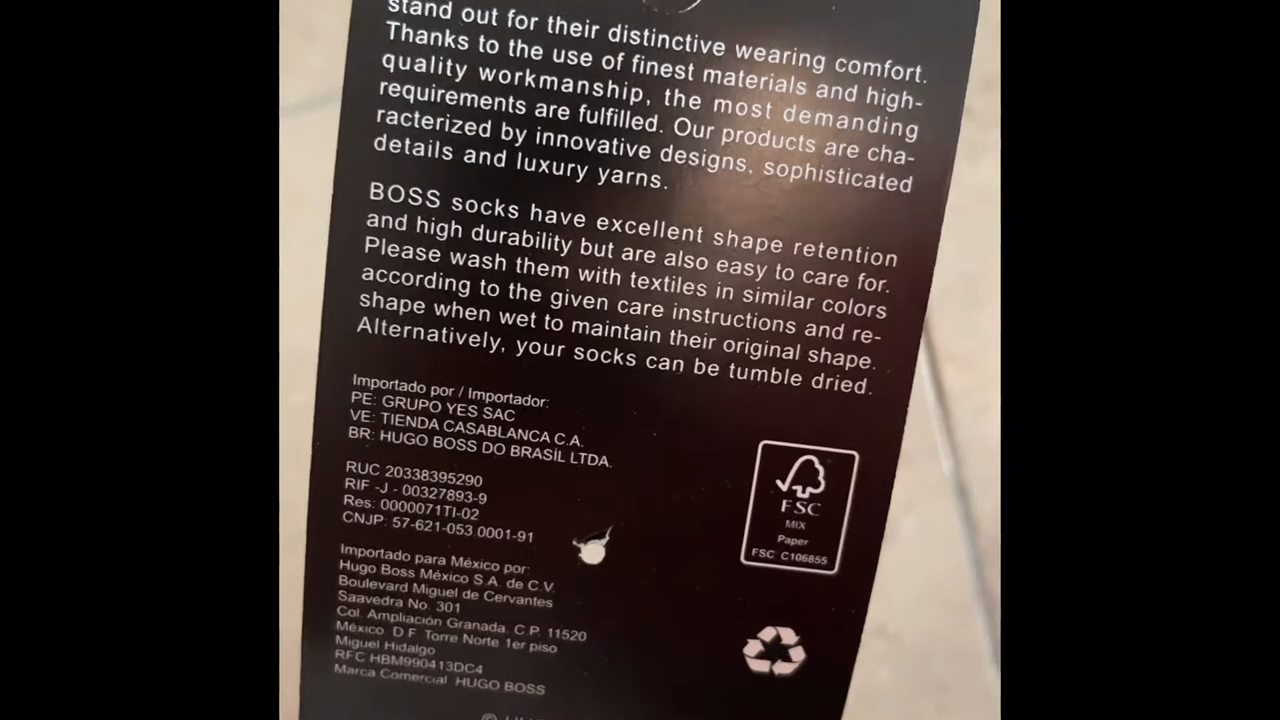 stand out for their distinctive wearing comfort.
Thanks to the use of finest materials and high-
quality workmanship, the most demanding
requirements are fulfilled. Our products are cha-
racterized by innovative designs, sophisticated
details and luxury yarns.
BOSS socks have excellent shape retention
and high durability but are also easy to care for.
Please wash them with textiles in similar colors
according to the given care instructions and re-
shape when wet to maintain their original shape.
Alternatively, your socks can be tumble dried.
Importado por / Importador:
PE: GRUPO YES SAC
VE: TIENDA CASABLANCA C.A.
BR: HUGO BOSS DO BRASIL LTDA.
RUC 20338395290
RIF -J - 00327893-9
Res: 0000071TI-02
CNJP: 57-621-053.0001-91
Importado para México por:
Hugo Boss México S.A. de C.V.
Boulevard Miguel de Cervantes
Saavedra No. 301
Col. Ampliación Granada. C.P. 11520
México. D.F. Torre Norte 1er piso
Miguel Hidalgo
RFC HBM990413DC4
Marca Comercial HUGO BOSS
FSC
MIX
Paper
FSC C106855
©